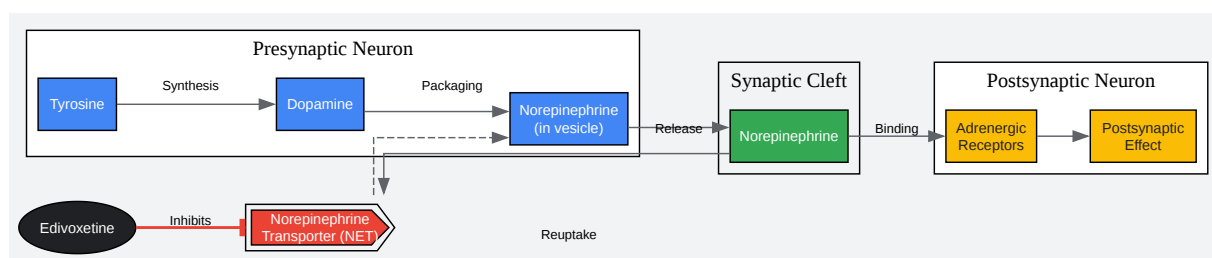 Presynaptic Neuron
Tyrosine
Synthesis
Dopamine
Packaging
Norepinephrine
(in vesicle)
Release
Synaptic Cleft
Norepinephrine
Binding
Postsynaptic Neuron
Adrenergic
Receptors
Postsynaptic
Effect
Edivoxetine
Inhibits
Norepinephrine
Transporter (NET)
Reuptake